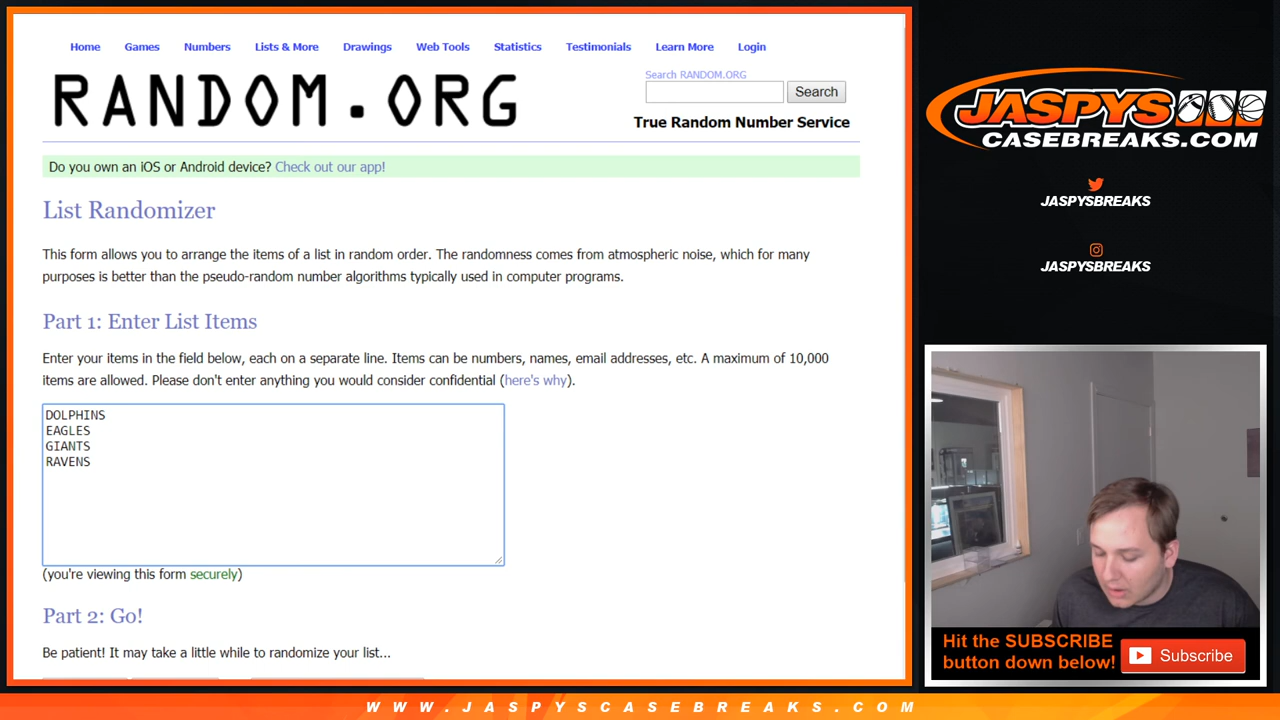 Home Games Numbers Lists & More Drawings Web Tools Statistics Testimonials Learn More Login
RANDOM.ORG
Search RANDOM.ORG
Search
True Random Number Service
Do you own an iOS or Android device? Check out our app!
List Randomizer
This form allows you to arrange the items of a list in random order. The randomness comes from atmospheric noise, which for many
purposes is better than the pseudo-random number algorithms typically used in computer programs.
Part 1: Enter List Items
Enter your items in the field below, each on a separate line. Items can be numbers, names, email addresses, etc. A maximum of 10,000
items are allowed. Please don't enter anything you would consider confidential (here's why).
DOLPHINS
EAGLES
GIANTS
RAVENS
(you're viewing this form securely)
Part 2: Go!
Be patient! It may take a little while to randomize your list...
JASPYS
CASEBREAKS.COM
JASPYSBREAKS
JASPYSBREAKS
Hit the SUBSCRIBE
button down below!
Subscribe
WWW.JASPYSCASEBREAKS.COM